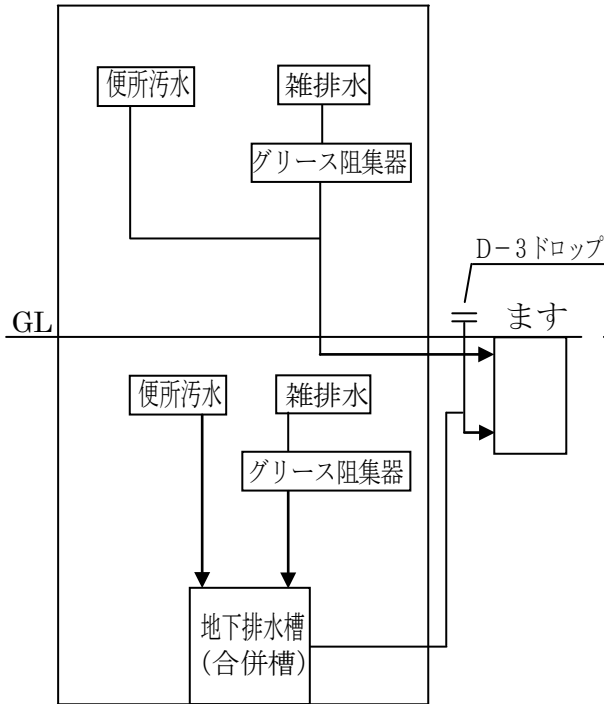 便所汚水
雑排水
グリース阻集器
D−3ドロップ
GL
ます
便所汚水
雑排水
グリース阻集器
地下排水槽
(合併槽)